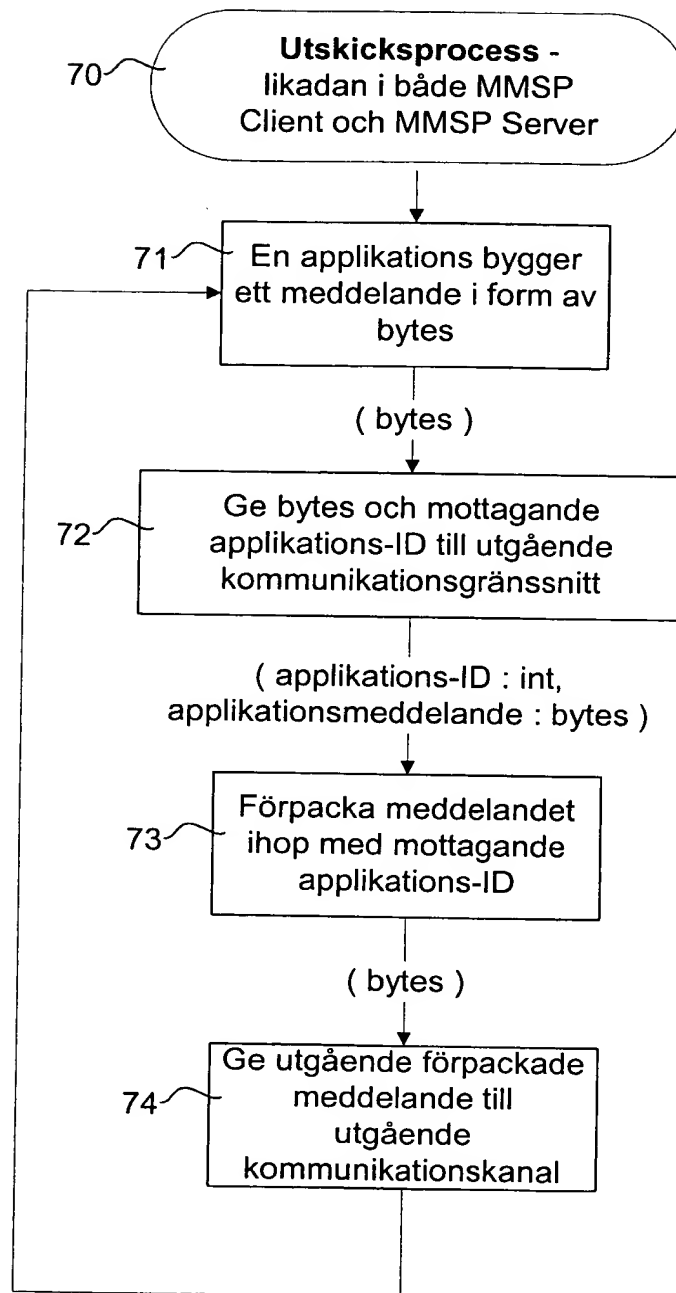 70
Utskicksprocess -
likadan i både MMSP
Client och MMSP Server
71
En applikations bygger
ett meddelande i form av
bytes
( bytes )
72
Ge bytes och mottagande
applikations-ID till utgående
kommunikationsgränssnitt
( applikations-ID : int,
applikationsmeddelande : bytes )
73
Förpacka meddelandet
ihop med mottagande
applikations-ID
( bytes )
74
Ge utgående förpackade
meddelande till
utgående
kommunikationskanal